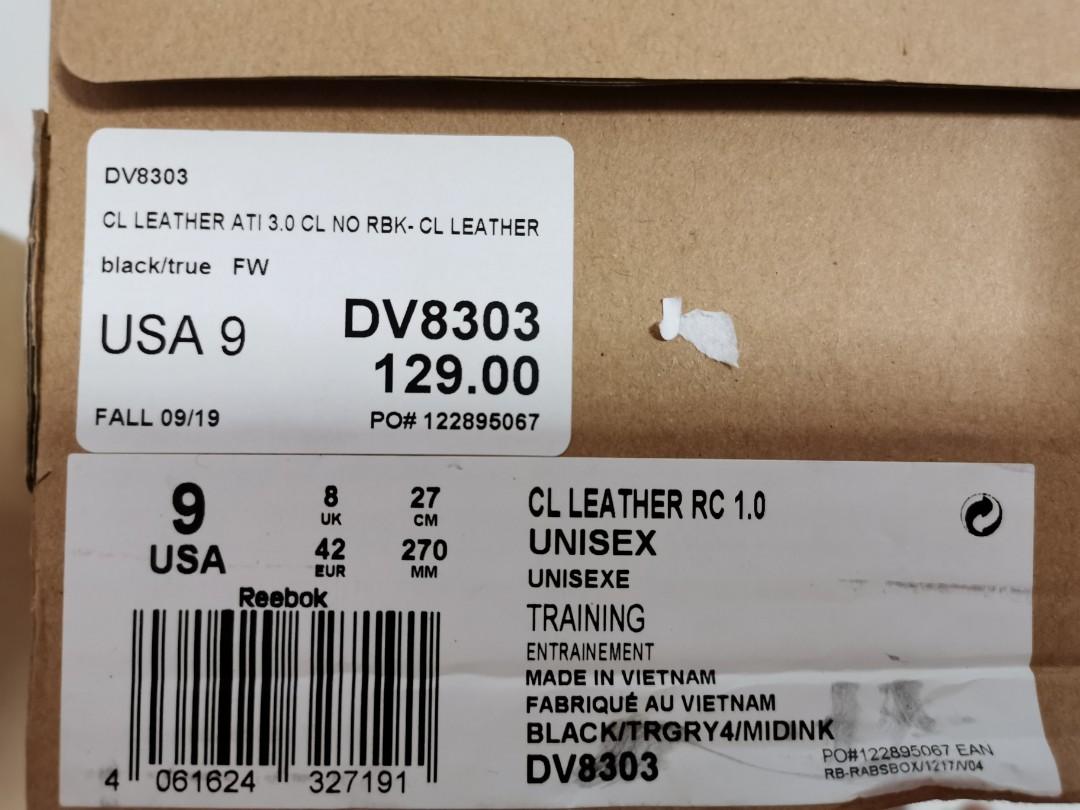 DV8303
CL LEATHER ATI 3.0 CL NO RBK- CL LEATHER
black/true FW
USA 9
DV8303
129.00
FALL 09/19
PO# 122895067
9
USA
8
UK
27
CM
42
EUR
270
MM
Reebok
4 061624 327191
CL LEATHER RC 1.0
UNISEX
UNISEXE
TRAINING
ENTRAINEMENT
MADE IN VIETNAM
FABRIQUÉ AU VIETNAM
BLACK/TRGRY4/MIDINK
DV8303
PO#122895067 EAN
RB-RABSBOX/1217/V04